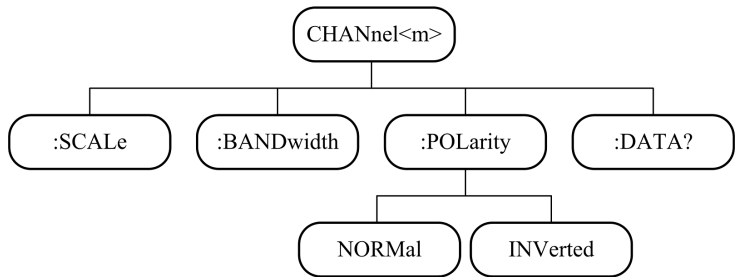 CHANnel<m>
:SCALe
:BANDwidth
:POLarity
:DATA?
NORMal
INVerted